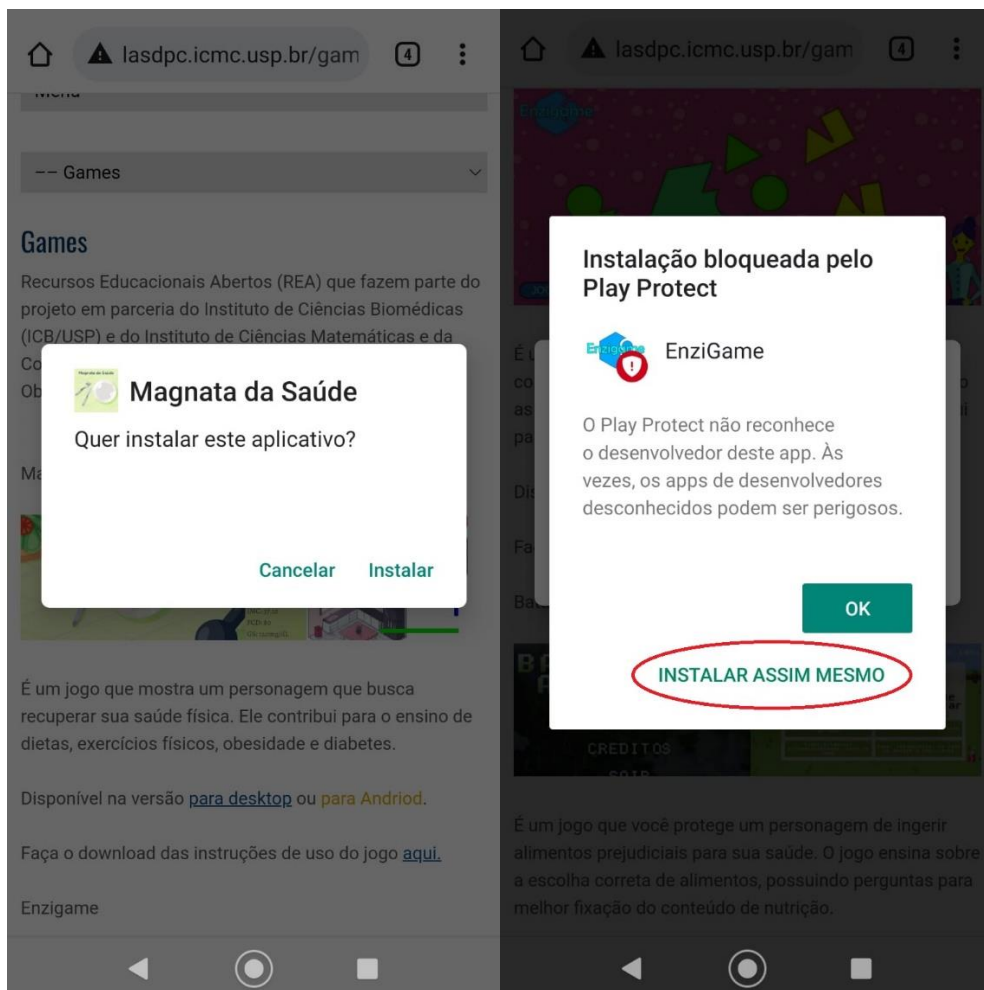 lasdpc.icmc.usp.br/gam
4
Menu
-- Games
Games
Recursos Educacionais Abertos (REA) que fazem parte do
projeto em parceria do Instituto de Ciências Biomédicas
(ICB/USP) e do Instituto de Ciências Matemáticas e da
Co
Ob
Magnata da Saúde
Quer instalar este aplicativo?
Ma
Cancelar Instalar
É um jogo que mostra um personagem que busca
recuperar sua saúde física. Ele contribui para o ensino de
dietas, exercícios físicos, obesidade e diabetes.
Disponível na versão para desktop ou para Andriod.
Faça o download das instruções de uso do jogo aqui.
Enzigame
lasdpc.icmc.usp.br/gam
4
Enzigame
Instalação bloqueada pelo
Play Protect
EnziGame
O Play Protect não reconhece
o desenvolvedor deste app. Às
vezes, os apps de desenvolvedores
desconhecidos podem ser perigosos.
OK
INSTALAR ASSIM MESMO
CREDITOS
SAIR
É um jogo que você protege um personagem de ingerir
alimentos prejudiciais para sua saúde. O jogo ensina sobre
a escolha correta de alimentos, possuindo perguntas para
melhor fixação do conteúdo de nutrição.